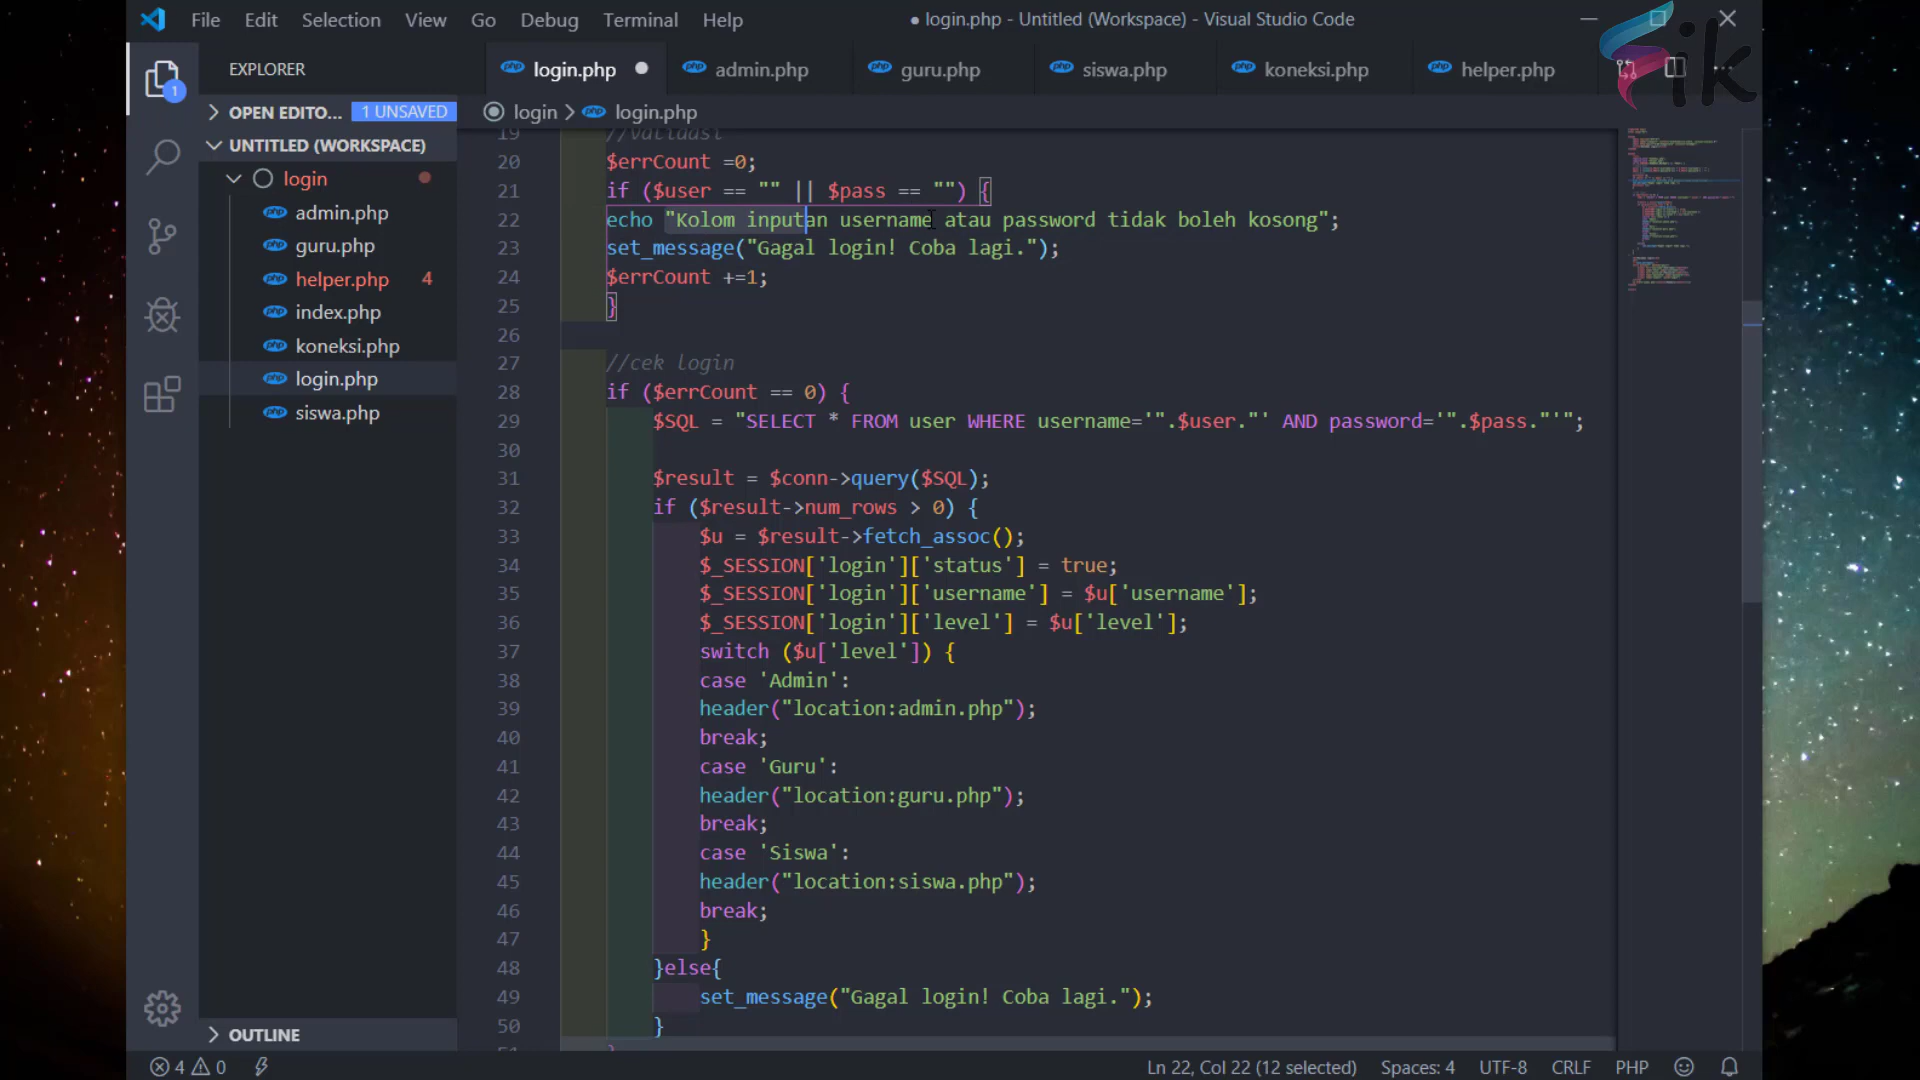 File Edit Selection View Go Debug Terminal Help
● login.php - Untitled (Workspace) - Visual Studio Code
ik
EXPLORER
login.php
admin.php
guru.php
siswa.php
koneksi.php
helper.php
1
OPEN EDITO... 1 UNSAVED
login > login.php
UNTITLED (WORKSPACE)
login
admin.php
guru.php
helper.php 4
index.php
koneksi.php
login.php
siswa.php
OUTLINE
19 //validasi
20 $errCount =0;
21 if ($user == "" || $pass == "") {
22 echo "Kolom inputan username atau password tidak boleh kosong";
23 set_message("Gagal login! Coba lagi.");
24 $errCount +=1;
25 }
26
27 //cek login
28 if ($errCount == 0) {
29 $SQL = "SELECT * FROM user WHERE username='".$user."' AND password='".$pass."'";
30
31 $result = $conn->query($SQL);
32 if ($result->num_rows > 0) {
33 $u = $result->fetch_assoc();
34 $_SESSION['login']['status'] = true;
35 $_SESSION['login']['username'] = $u['username'];
36 $_SESSION['login']['level'] = $u['level'];
37 switch ($u['level']) {
38 case 'Admin':
39 header("location:admin.php");
40 break;
41 case 'Guru':
42 header("location:guru.php");
43 break;
44 case 'Siswa':
45 header("location:siswa.php");
46 break;
47 }
48 }else{
49 set_message("Gagal login! Coba lagi.");
50 }
4 0
Ln 22, Col 22 (12 selected) Spaces: 4 UTF-8 CRLF PHP